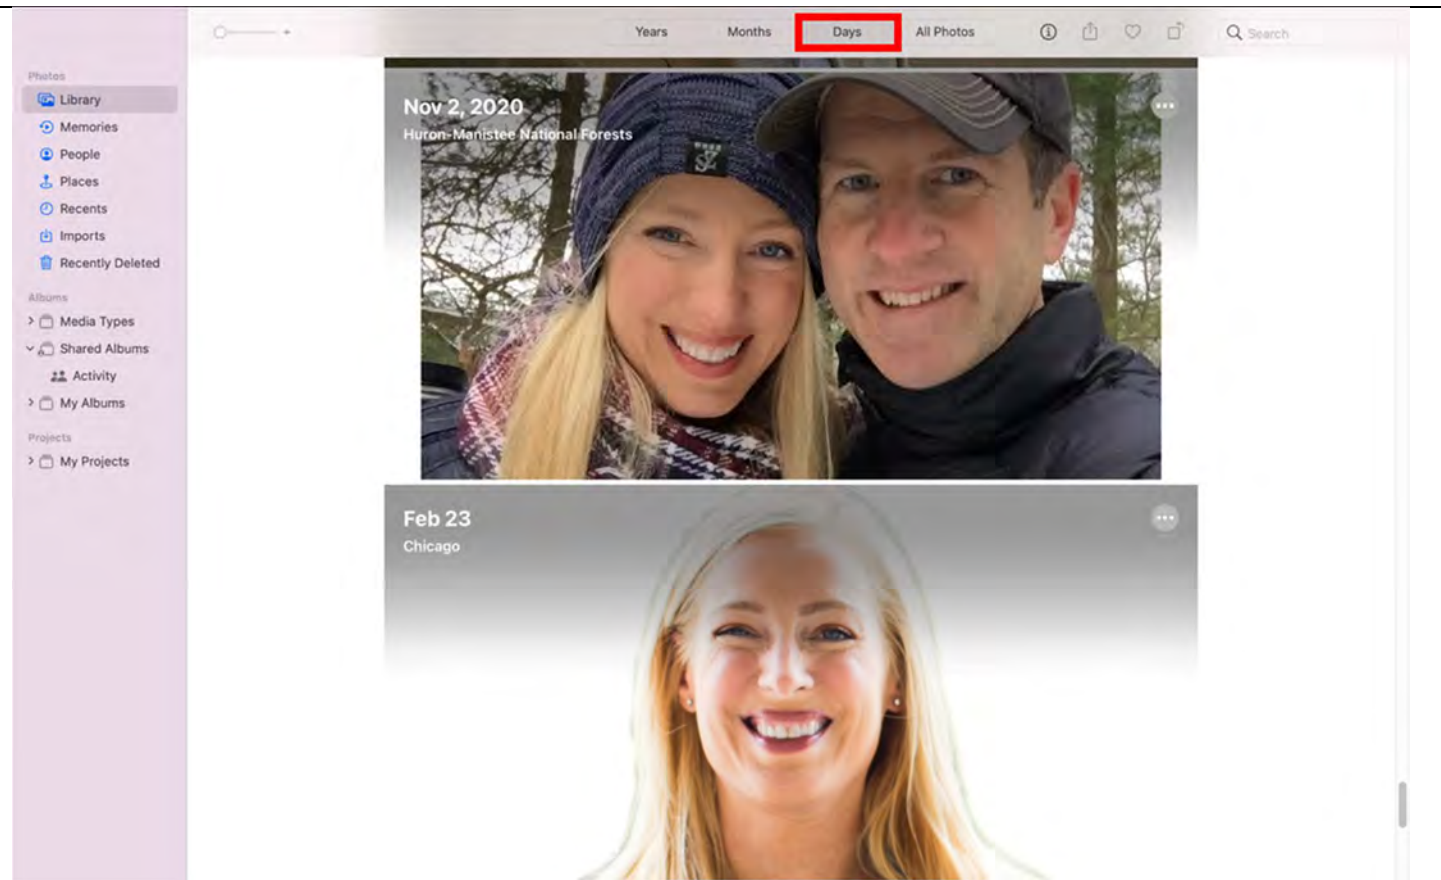 Years Months Days All Photos Search
Photos
Library
Memories
People
Places
Recents
Imports
Recently Deleted
Albums
Media Types
Shared Albums
Activity
My Albums
Projects
My Projects
Nov 2, 2020
Huron-Manistee National Forests
Feb 23
Chicago